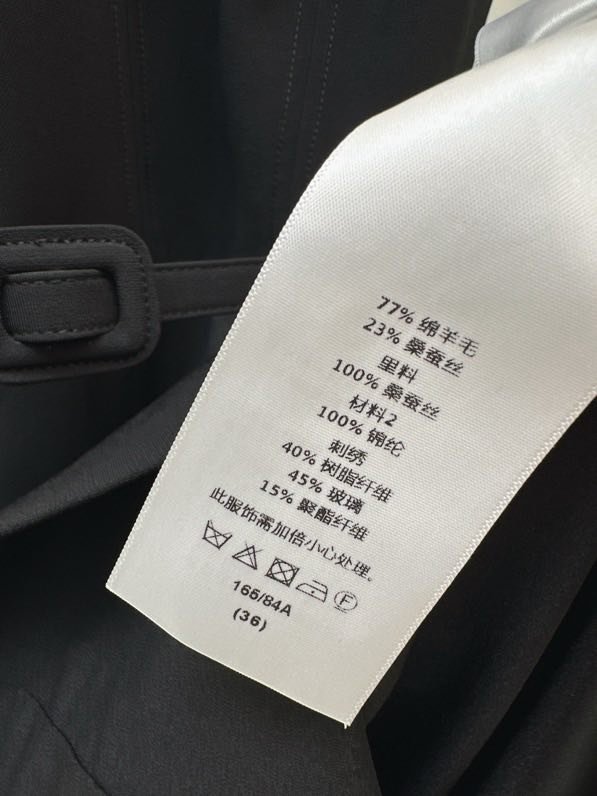 77% 绵羊毛
23% 桑蚕丝
里料
100% 桑蚕丝
材料2
100% 锦纶
刺绣
40% 树脂纤维
45% 玻璃
15% 聚酯纤维
此服饰需加倍小心处理。
F
165/84A
(36)